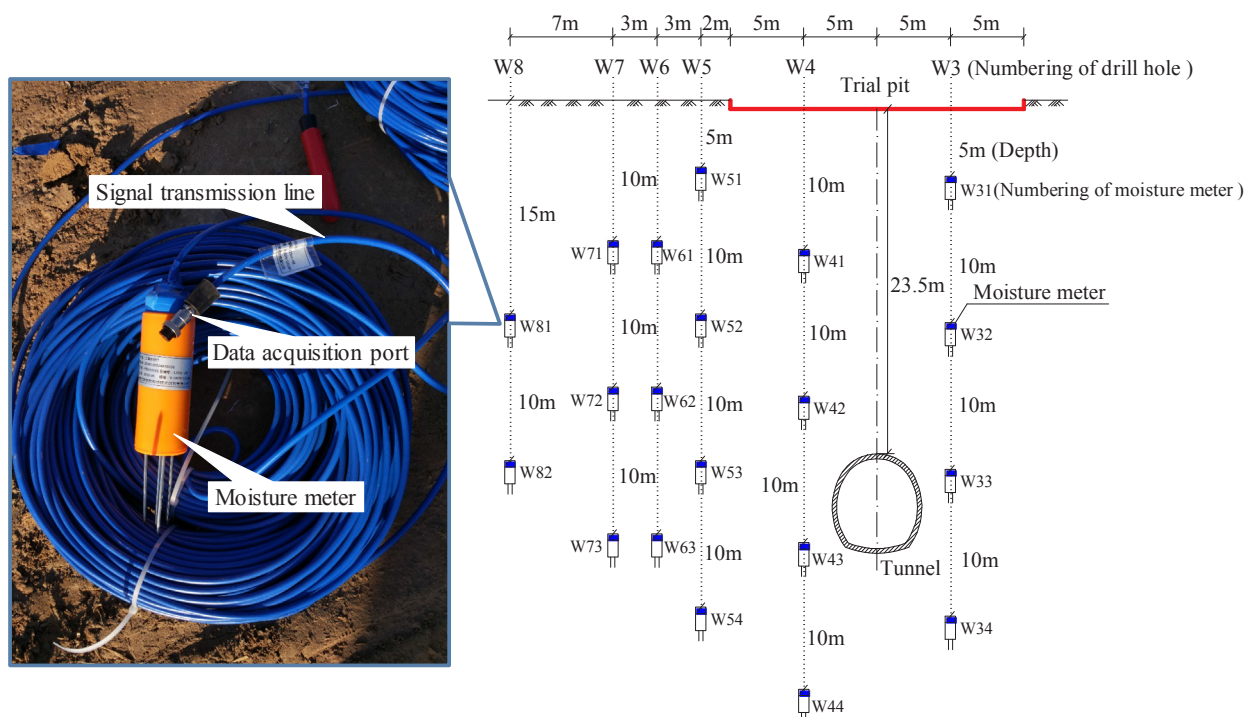 7m 3m 3m 2m 5m 5m 5m 5m
W8 W7 W6 W5 W4 W3 (Numbering of drill hole )
Trial pit
5m
5m (Depth)
10m
10m
W51
W31(Numbering of moisture meter )
Signal transmission line
15m
W71
W61
10m
W41
10m
23.5m
Moisture meter
W81
W52
W32
Data acquisition port
10m
10m
10m
10m
W72
W62
10m
W42
10m
W82
W53
W33
Moisture meter
10m
10m
10m
W73
W63
10m
W43
Tunnel
10m
W54
10m
W34
W44